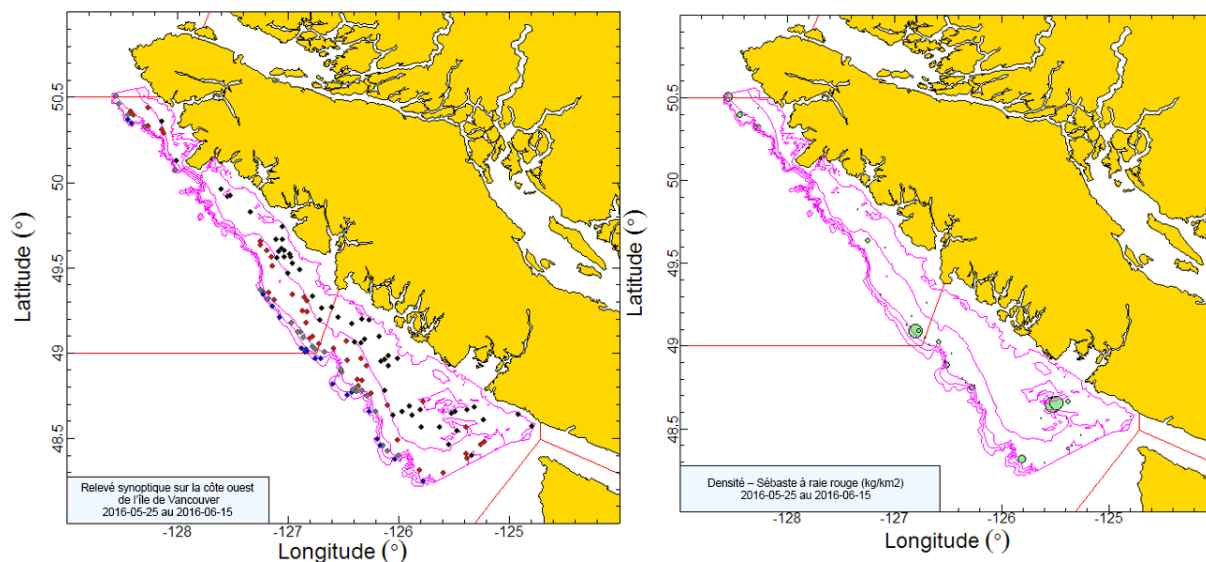 50.5
50
49.5
49
48.5
Latitude (°)
Relevé synoptique sur la côte ouest
de l'île de Vancouver
2016-05-25 au 2016-06-15
-128
-127
-126
-125
Longitude (°)
50.5
50
49.5
49
48.5
Latitude (°)
Densité – Sébaste à raie rouge (kg/km2)
2016-05-25 au 2016-06-15
-128
-127
-126
-125
Longitude (°)